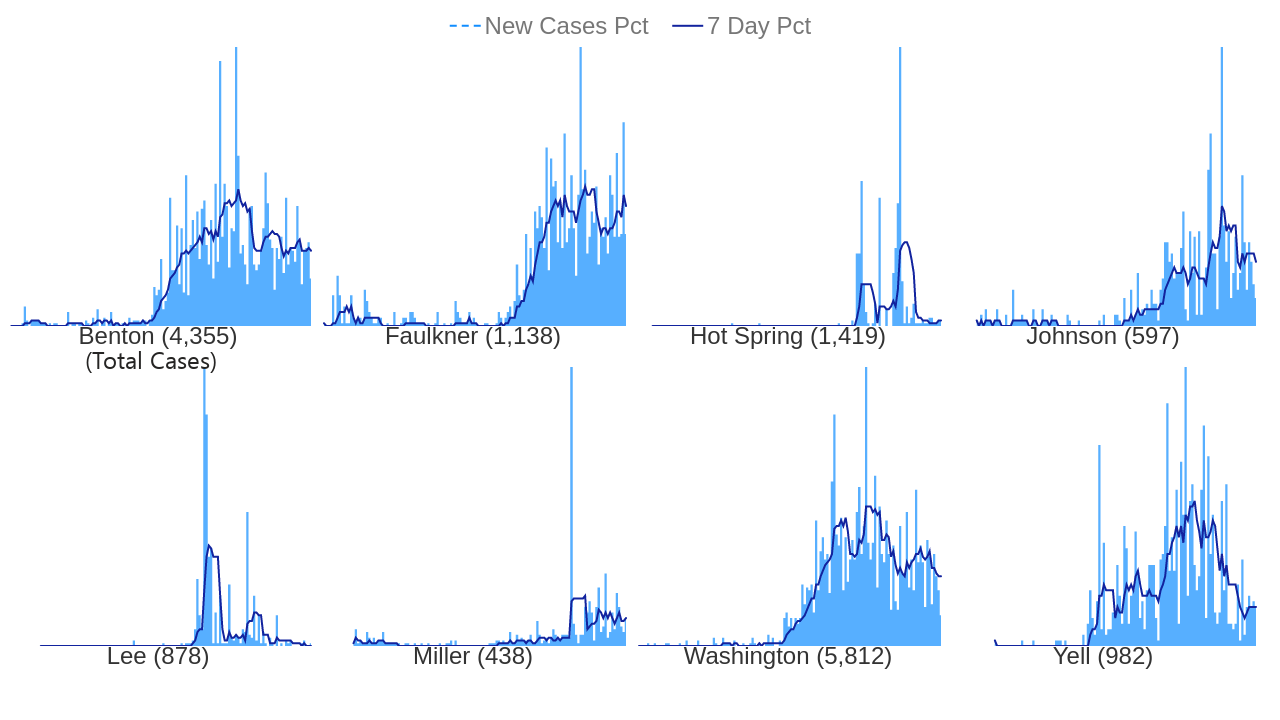 New Cases Pct 7 Day Pct
Benton (4,355) Faulkner (1,138) Hot Spring (1,419) Johnson (597)
(Total Cases)
Lee (878) Miller (438) Washington (5,812) Yell (982)